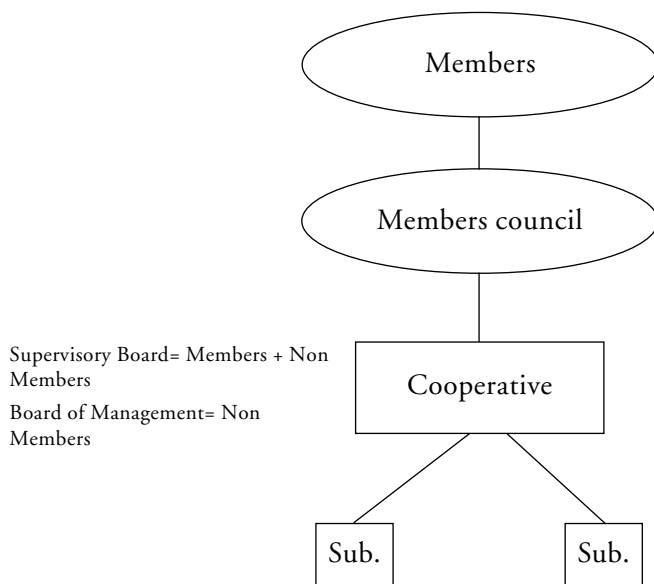 Members
Members council
Supervisory Board= Members + Non
Members
Board of Management= Non
Members
Cooperative
Sub.
Sub.